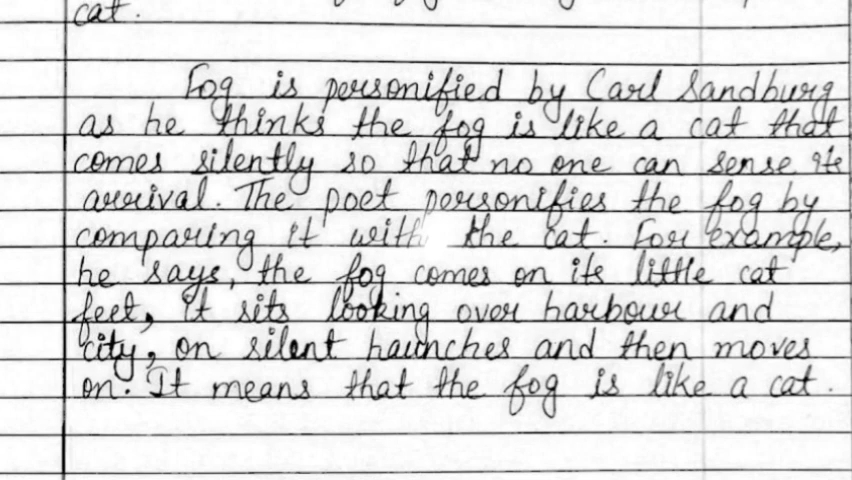 cat.
Fog is personified by Carl Sandburg
as he thinks the fog is like a cat that
comes silently so that no one can sense its
arrival. The poet personifies the fog by
comparing it with the cat. For example,
he says, the fog comes on its little cat
feet, it sits looking over harbour and
city, on silent haunches and then moves
on. It means that the fog is like a cat.